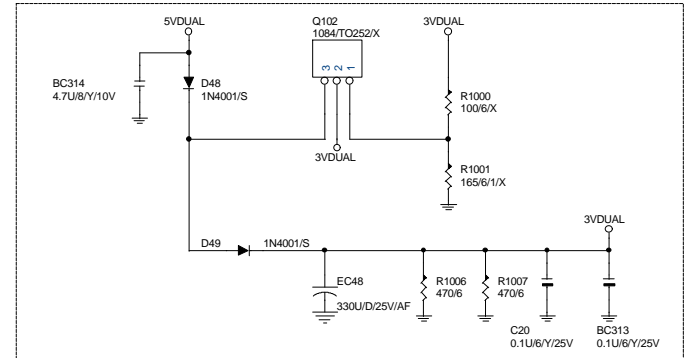 5VDUAL
Q102
1084/TO252/X
3VDUAL
3
2
1
BC314
4.7U/8/Y/10V
D48
1N4001/S
R1000
100/6/X
3VDUAL
R1001
165/6/1/X
3VDUAL
D49
1N4001/S
EC48
330U/D/25V/AF
R1006
470/6
R1007
470/6
C20
0.1U/6/Y/25V
BC313
0.1U/6/Y/25V